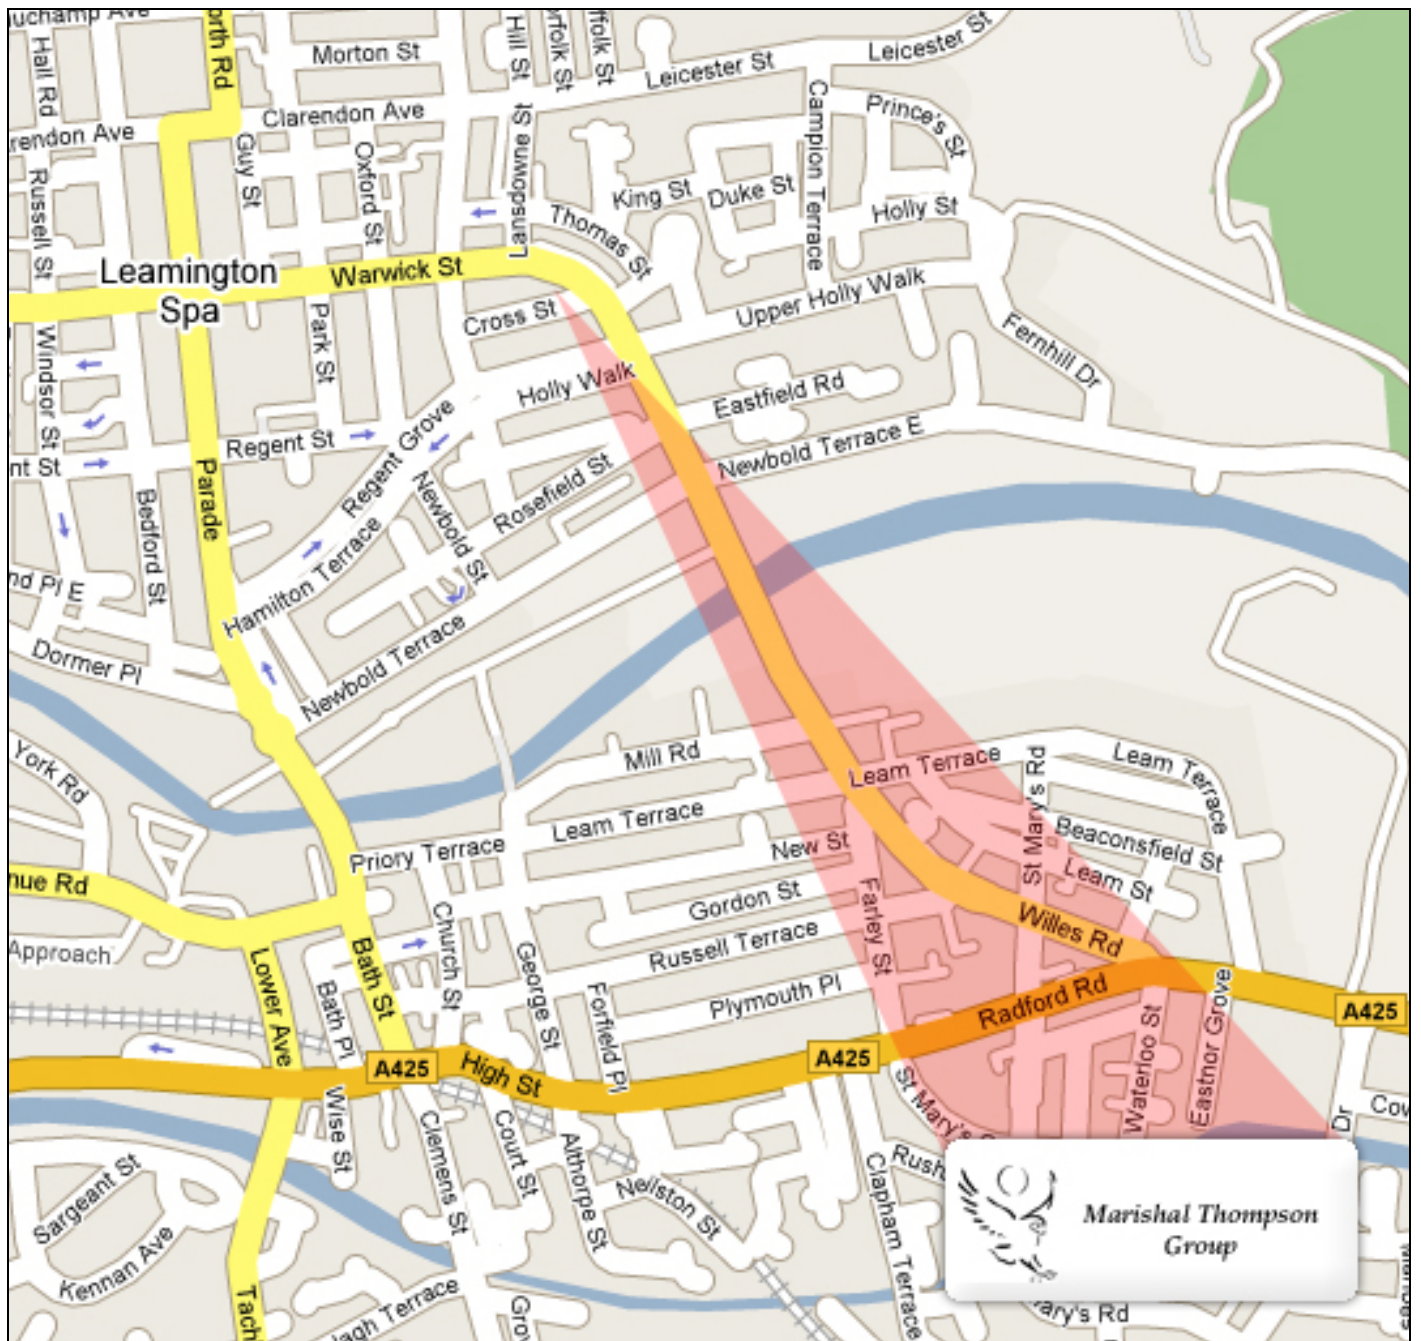 Hall Rd
North Rd
Morton St
Hill St
Leicester St
Leicester St
Clarendon Ave
Campion Terrace
Prince's St
Guy St
Oxford St
Lansdowne St
Russell St
King St
Duke St
Holly St
Thomas St
Leamington
Spa
Warwick St
Upper Holly Walk
Cross St
Park St
Windsor St
Fernhill Dr
Holly Walk
Eastfield Rd
Regent St
Regent Grove
Newbold Terrace E
Parade
Bedford St
Newbold St
Rosefield St
Hamilton Terrace
Dormer Pl
Newbold Terrace
York Rd
Mill Rd
Leam Terrace
Leam Terrace
St Mary's Rd
Leam Terrace
Beaconsfield St
Priory Terrace
New St
Leam St
Gordon St
Farley St
Willes Rd
Church St
Russell Terrace
Approach
Lower Ave
Bath St
George St
Forfield Pl
Plymouth Pl
Radford Rd
Eastnor Grove
A425
Bath Pl
A425
A425
High St
Waterloo St
Wise St
Clemens St
Court St
Althorpe St
Neilston St
Clapham Terrace
Sargeant St
Kennan Ave
Marishal Thompson
Group